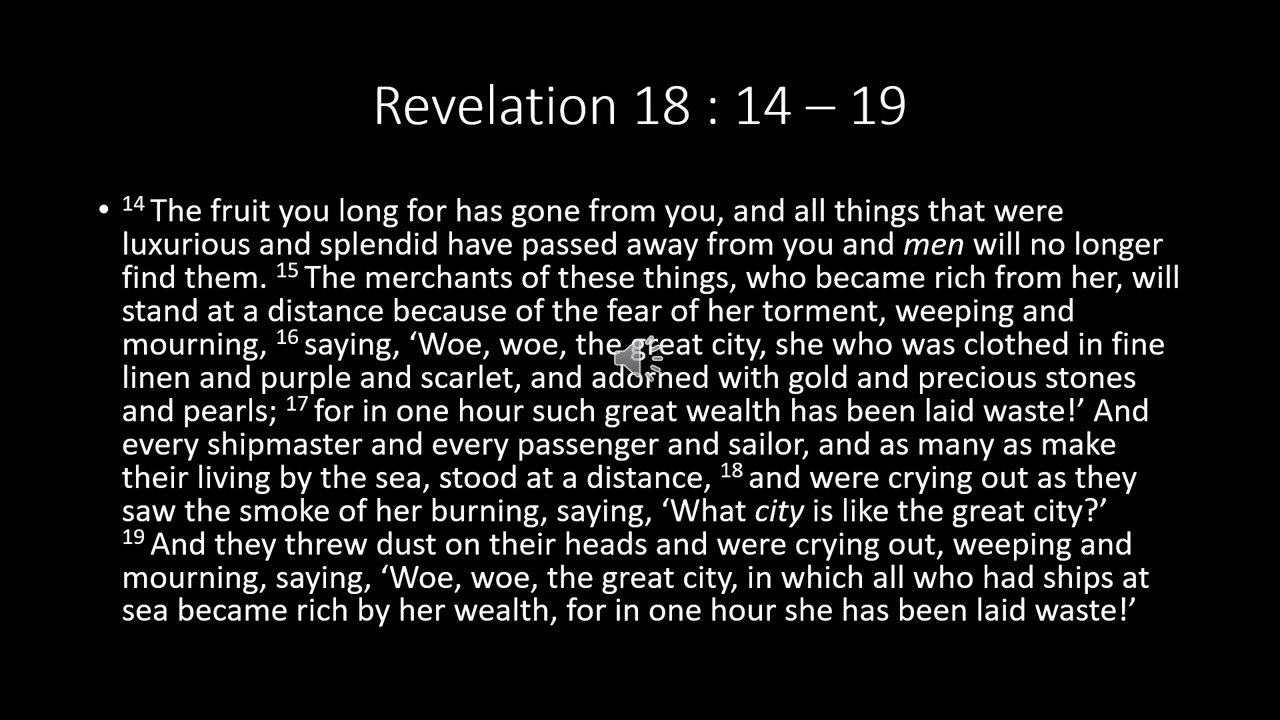 Revelation 18 : 14 – 19
• 14 The fruit you long for has gone from you, and all things that were
luxurious and splendid have passed away from you and men will no longer
find them. 15 The merchants of these things, who became rich from her, will
stand at a distance because of the fear of her torment, weeping and
mourning, 16 saying, ‘Woe, woe, the great city, she who was clothed in fine
linen and purple and scarlet, and adorned with gold and precious stones
and pearls; 17 for in one hour such great wealth has been laid waste!’ And
every shipmaster and every passenger and sailor, and as many as make
their living by the sea, stood at a distance, 18 and were crying out as they
saw the smoke of her burning, saying, ‘What city is like the great city?’
19 And they threw dust on their heads and were crying out, weeping and
mourning, saying, ‘Woe, woe, the great city, in which all who had ships at
sea became rich by her wealth, for in one hour she has been laid waste!’